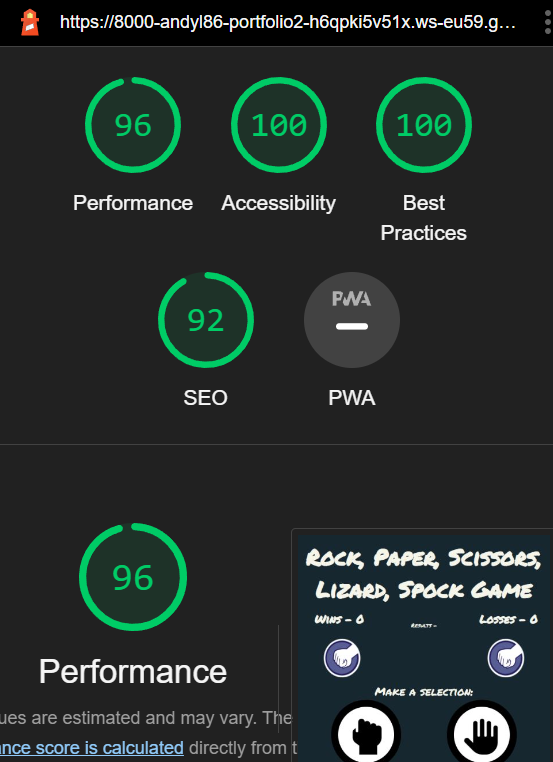 https://8000-andyl86-portfolio2-h6qpki5v51x.ws-eu59.g...
96
100
100
Performance
Accessibility
Best
Practices
PWA
92
SEO
PWA
96
Performance
ues are estimated and may vary. The
nce score is calculated directly from t
Rock, Paper, Scissors,
Lizard, Spock Game
Wins - 0
Losses - 0
Result -
Make a selection: